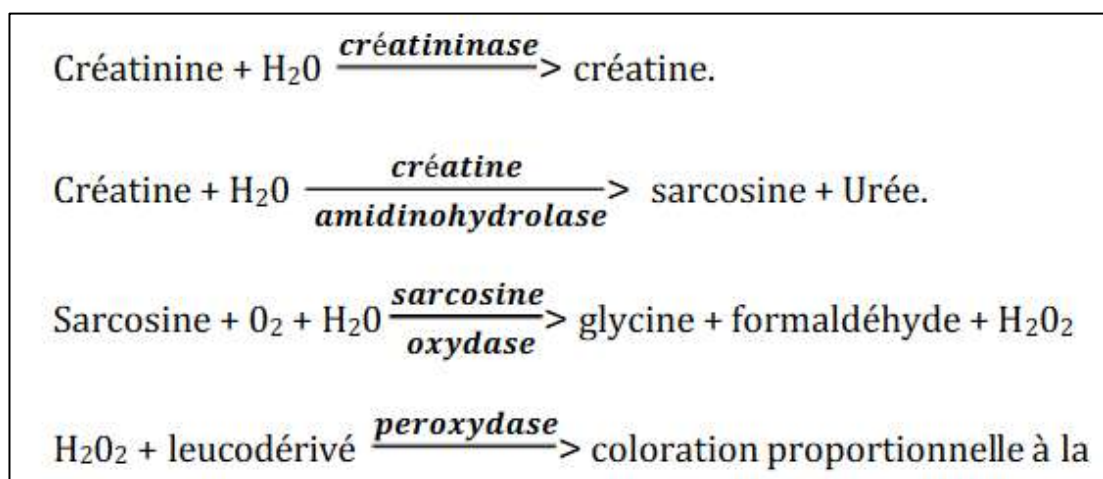 Créatinine + H₂0 créatininase > créatine.
Créatine + H₂0 créatine amidinohydrolase > sarcosine + Urée.
Sarcosine + 0₂ + H₂0 sarcosine oxydase > glycine + formaldéhyde + H₂0₂
H₂0₂ + leucodérivé peroxydase > coloration proportionnelle à la